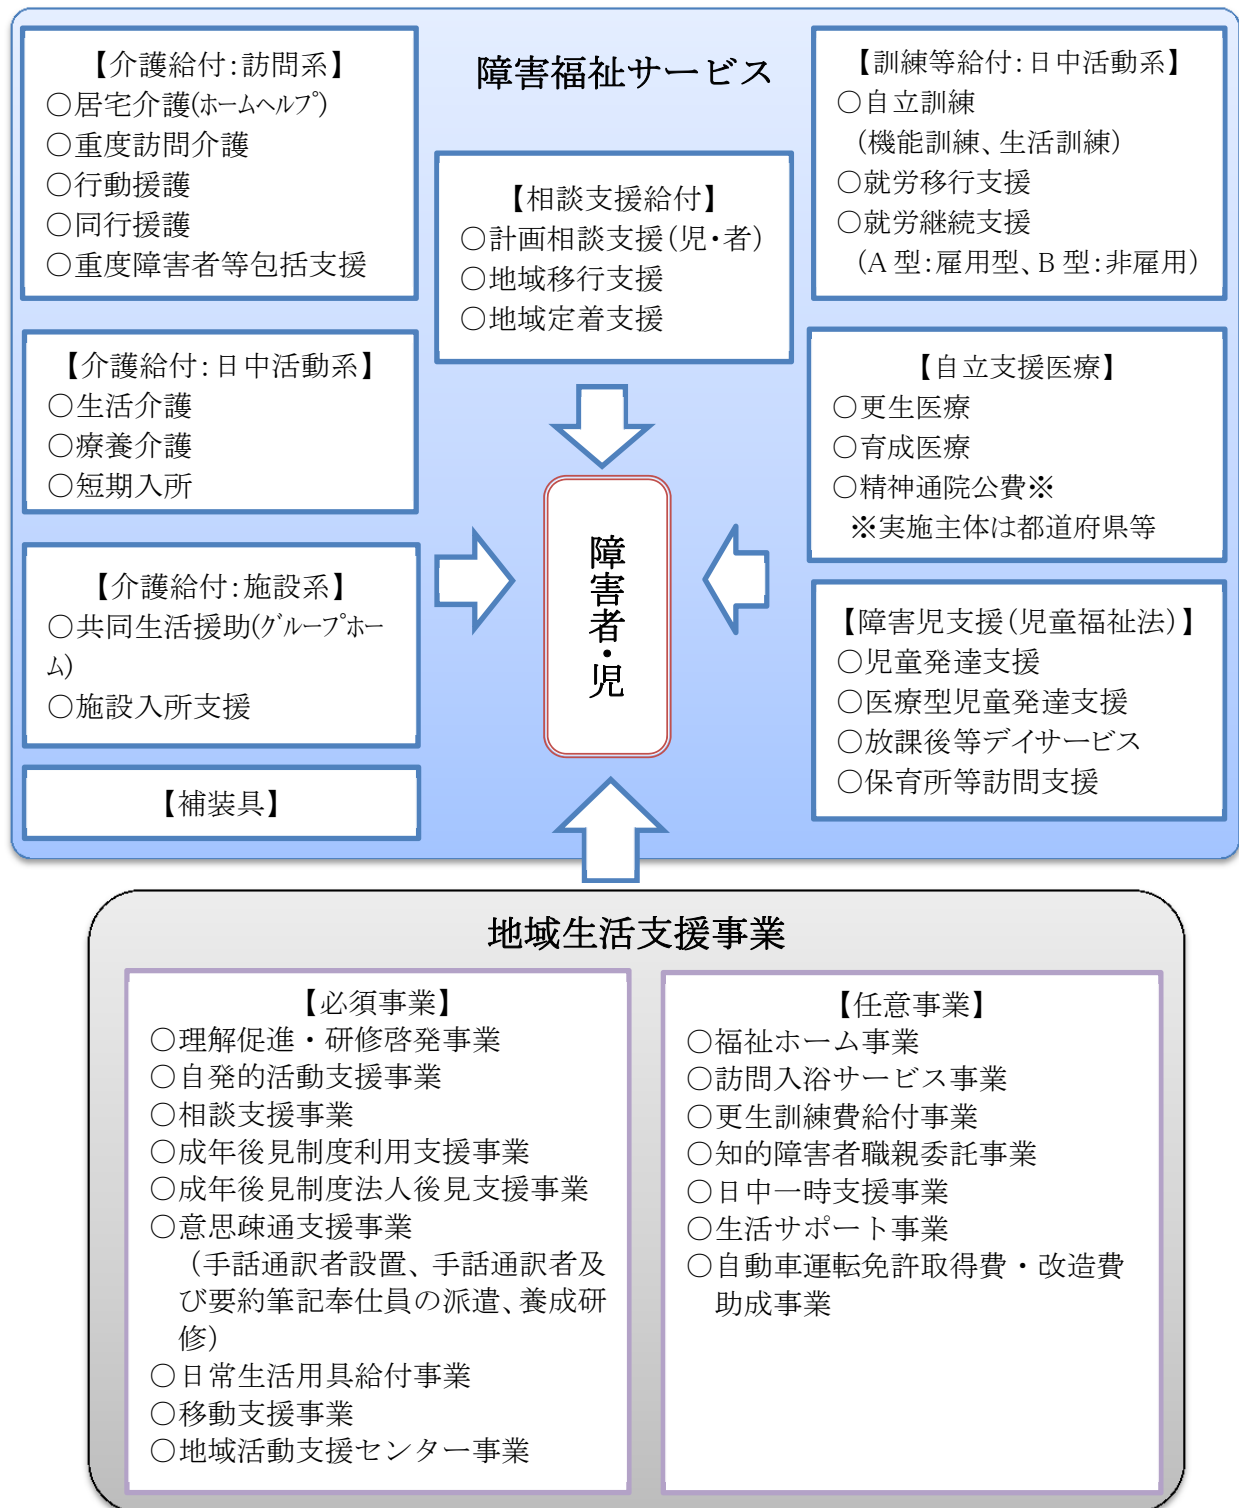 障害福祉サービス
【介護給付:訪問系】
○居宅介護(ﾎｰﾑﾍﾙﾌﾟ)
○重度訪問介護
○行動援護
○同行援護
○重度障害者等包括支援
【介護給付:日中活動系】
○生活介護
○療養介護
○短期入所
【介護給付:施設系】
○共同生活援助(ｸﾞﾙｰﾌﾟﾎｰ
ﾑ)
○施設入所支援
【補装具】
【相談支援給付】
○計画相談支援(児・者)
○地域移行支援
○地域定着支援
障害者・児
【訓練等給付:日中活動系】
○自立訓練
(機能訓練、生活訓練)
○就労移行支援
○就労継続支援
(A型:雇用型、B型:非雇用)
【自立支援医療】
○更生医療
○育成医療
○精神通院公費※
※実施主体は都道府県等
【障害児支援(児童福祉法)】
○児童発達支援
○医療型児童発達支援
○放課後等デイサービス
○保育所等訪問支援
地域生活支援事業
【必須事業】
○理解促進・研修啓発事業
○自発的活動支援事業
○相談支援事業
○成年後見制度利用支援事業
○成年後見制度法人後見支援事業
○意思疎通支援事業
(手話通訳者設置、手話通訳者及
び要約筆記奉仕員の派遣、養成研
修)
○日常生活用具給付事業
○移動支援事業
○地域活動支援センター事業
【任意事業】
○福祉ホーム事業
○訪問入浴サービス事業
○更生訓練費給付事業
○知的障害者職親委託事業
○日中一時支援事業
○生活サポート事業
○自動車運転免許取得費・改造費
助成事業